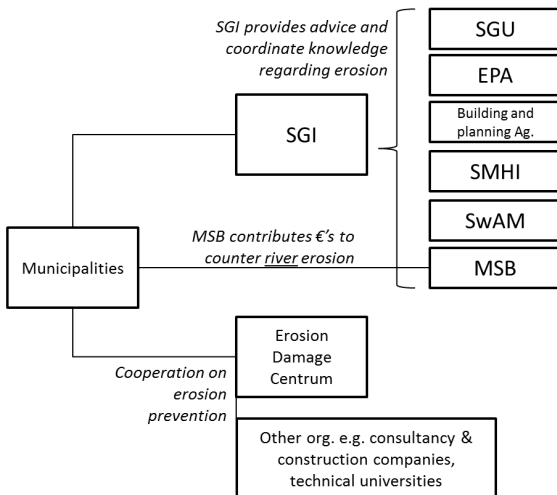 SGI provides advice and
coordinate knowledge
regarding erosion
SGU
EPA
Building and
planning Ag.
SGI
SMHI
SwAM
MSB contributes €'s to
counter river erosion
MSB
Municipalities
Erosion
Damage
Centrum
Cooperation on
erosion
prevention
Other org. e.g. consultancy &
construction companies,
technical universities